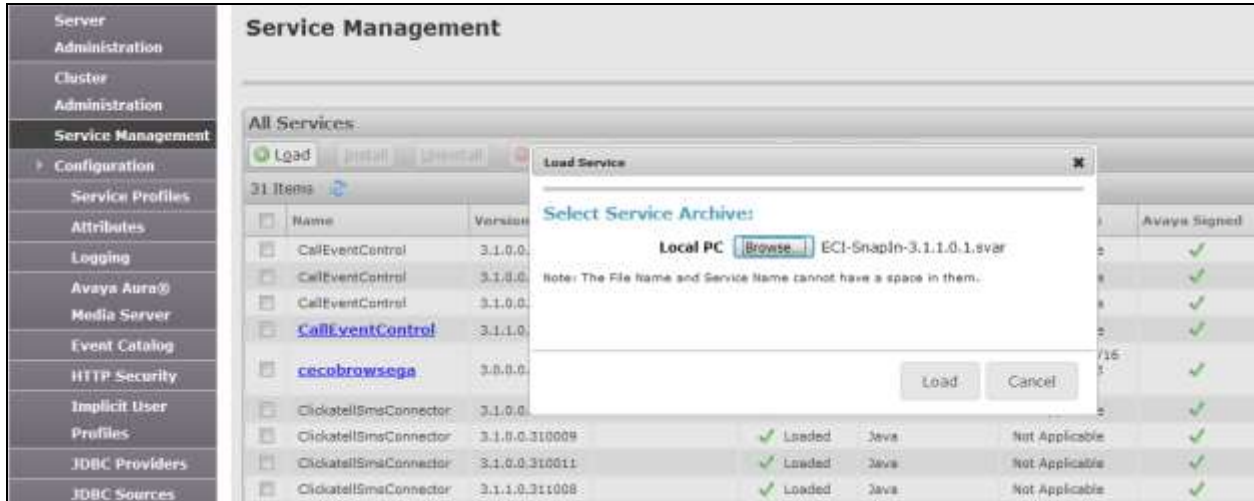 Server
Administration
Cluster
Administration
Service Management
Configuration
Service Profiles
Attributes
Logging
Avaya Aura®
Media Server
Event Catalog
HTTP Security
Implicit User
Profiles
JDBC Providers
JDBC Sources
Service Management
All Services
Load Install Uninstall
31 Items
Name Version Avaya Signed
CallEventControl 3.1.0.0.
CallEventControl 3.1.0.0.
CallEventControl 3.1.0.0.
CallEventControl 3.1.1.0.
cecobrowsega 3.0.0.0. /16
ClickatellSmsConnector 3.1.0.0.
ClickatellSmsConnector 3.1.0.0.310009 Loaded Java Not Applicable
ClickatellSmsConnector 3.1.0.0.310011 Loaded Java Not Applicable
ClickatellSmsConnector 3.1.1.0.311008 Loaded Java Not Applicable
Load Service
Select Service Archive:
Local PC Browse... ECI-SnapIn-3.1.1.0.1.svar
Note: The File Name and Service Name cannot have a space in them.
Load Cancel